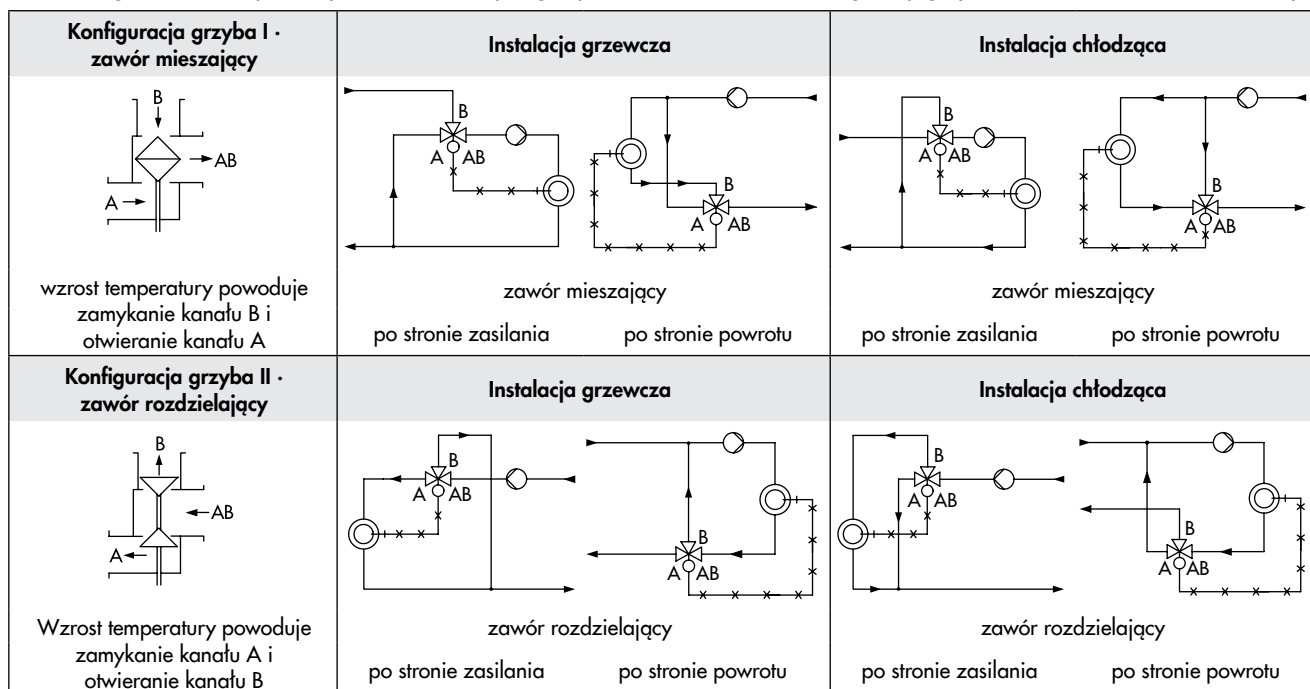 Konfiguracja grzyba I ·
zawór mieszający
Instalacja grzewcza
Instalacja chłodząca
B
AB
A
wzrost temperatury powoduje
zamykanie kanału B i
otwieranie kanału A
B
A AB
B
A AB
zawór mieszający
po stronie zasilania
po stronie powrotu
B
A AB
B
A AB
zawór mieszający
po stronie zasilania
po stronie powrotu
Konfiguracja grzyba II ·
zawór rozdzielający
Instalacja grzewcza
Instalacja chłodząca
B
AB
A
Wzrost temperatury powoduje
zamykanie kanału A i
otwieranie kanału B
B
A AB
B
A AB
zawór rozdzielający
po stronie zasilania
po stronie powrotu
B
A AB
B
A AB
zawór rozdzielający
po stronie zasilania
po stronie powrotu